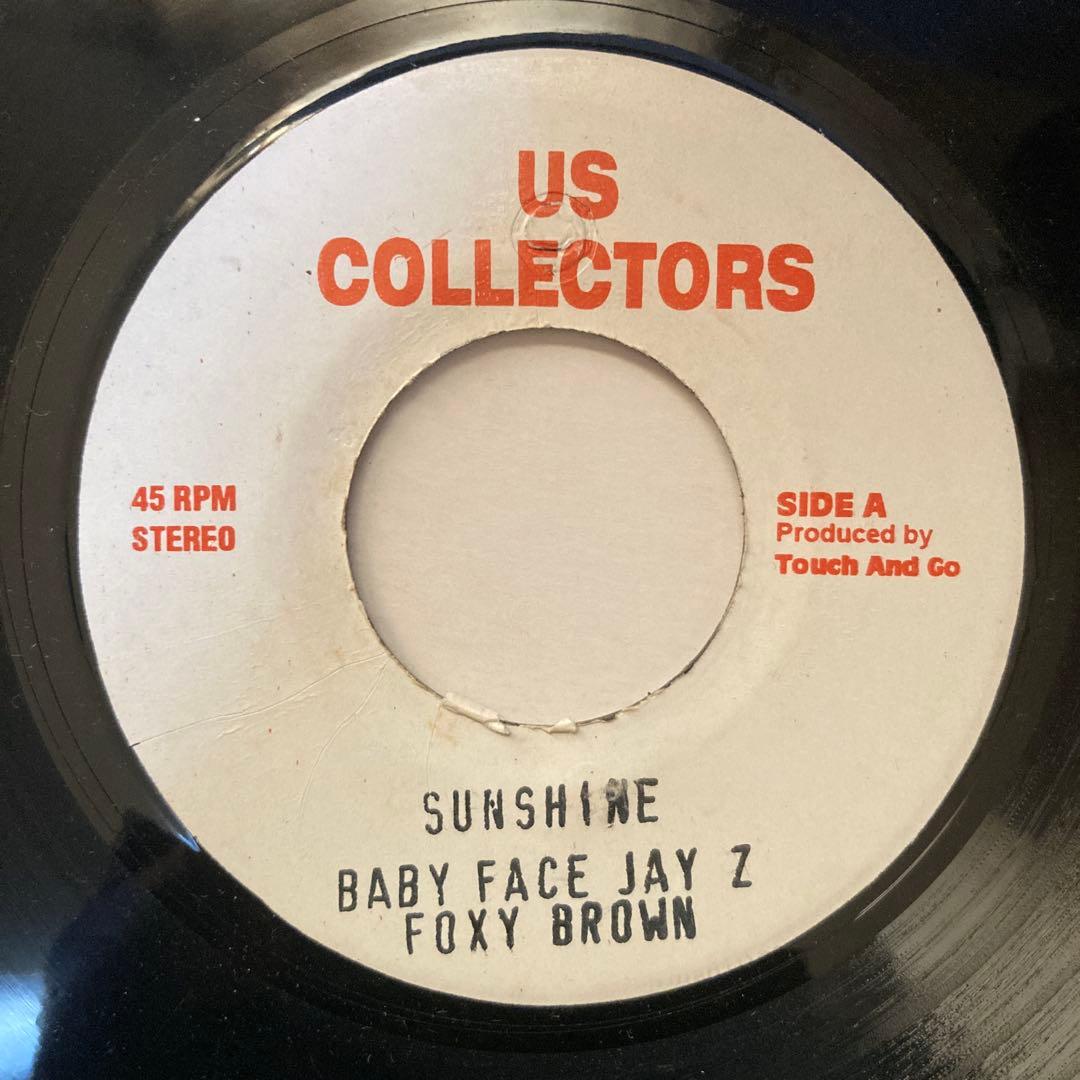 US
COLLECTORS
45 RPM
STEREO
SIDE A
Produced by
Touch And Go
SUNSHINE
BABY FACE JAY Z
FOXY BROWN